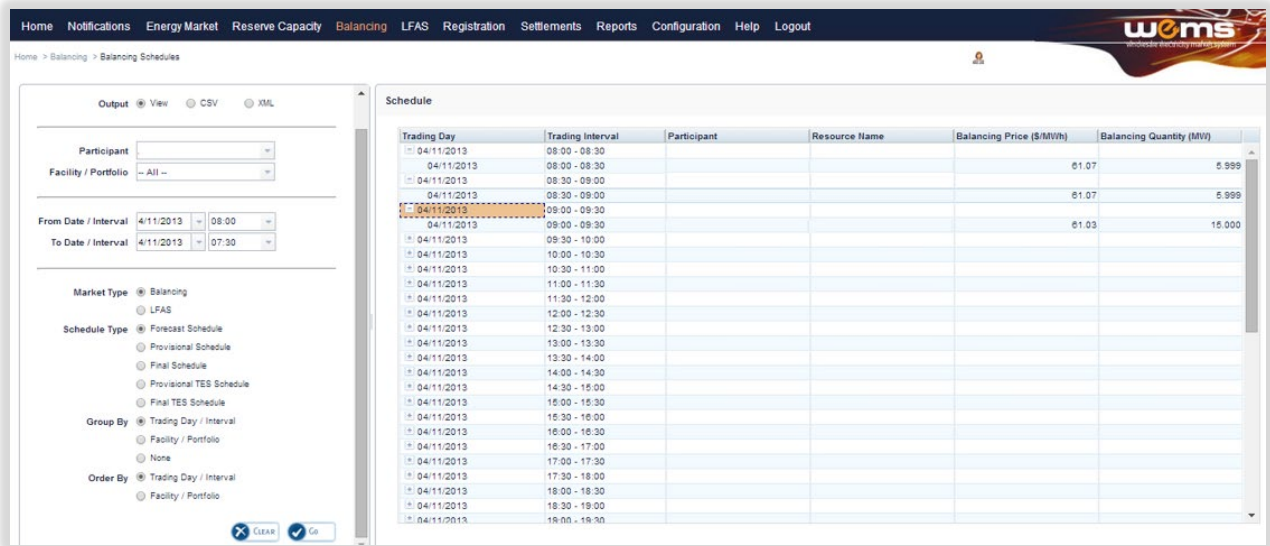 Home Notifications Energy Market Reserve Capacity Balancing LFAS Registration Settlements Reports Configuration Help Logout
wems
wholesale electricity market system
Home > Balancing > Balancing Schedules
Output View CSV XML
Participant
Facility / Portfolio -- All --
From Date / Interval 4/11/2013 08:00
To Date / Interval 4/11/2013 07:30
Market Type Balancing
LFAS
Schedule Type Forecast Schedule
Provisional Schedule
Final Schedule
Provisional TES Schedule
Final TES Schedule
Group By Trading Day / Interval
Facility / Portfolio
None
Order By Trading Day / Interval
Facility / Portfolio
CLEAR Go
Schedule
Trading Day Trading Interval Participant Resource Name Balancing Price ($/MWh) Balancing Quantity (MW)
04/11/2013 08:00 - 08:30
04/11/2013 08:00 - 08:30 61.07 5.999
04/11/2013 08:30 - 09:00
04/11/2013 08:30 - 09:00 61.07 5.999
04/11/2013 09:00 - 09:30
04/11/2013 09:00 - 09:30 61.03 15.000
04/11/2013 09:30 - 10:00
04/11/2013 10:00 - 10:30
04/11/2013 10:30 - 11:00
04/11/2013 11:00 - 11:30
04/11/2013 11:30 - 12:00
04/11/2013 12:00 - 12:30
04/11/2013 12:30 - 13:00
04/11/2013 13:00 - 13:30
04/11/2013 13:30 - 14:00
04/11/2013 14:00 - 14:30
04/11/2013 14:30 - 15:00
04/11/2013 15:00 - 15:30
04/11/2013 15:30 - 16:00
04/11/2013 16:00 - 16:30
04/11/2013 16:30 - 17:00
04/11/2013 17:00 - 17:30
04/11/2013 17:30 - 18:00
04/11/2013 18:00 - 18:30
04/11/2013 18:30 - 19:00
04/11/2013 19:00 - 19:30